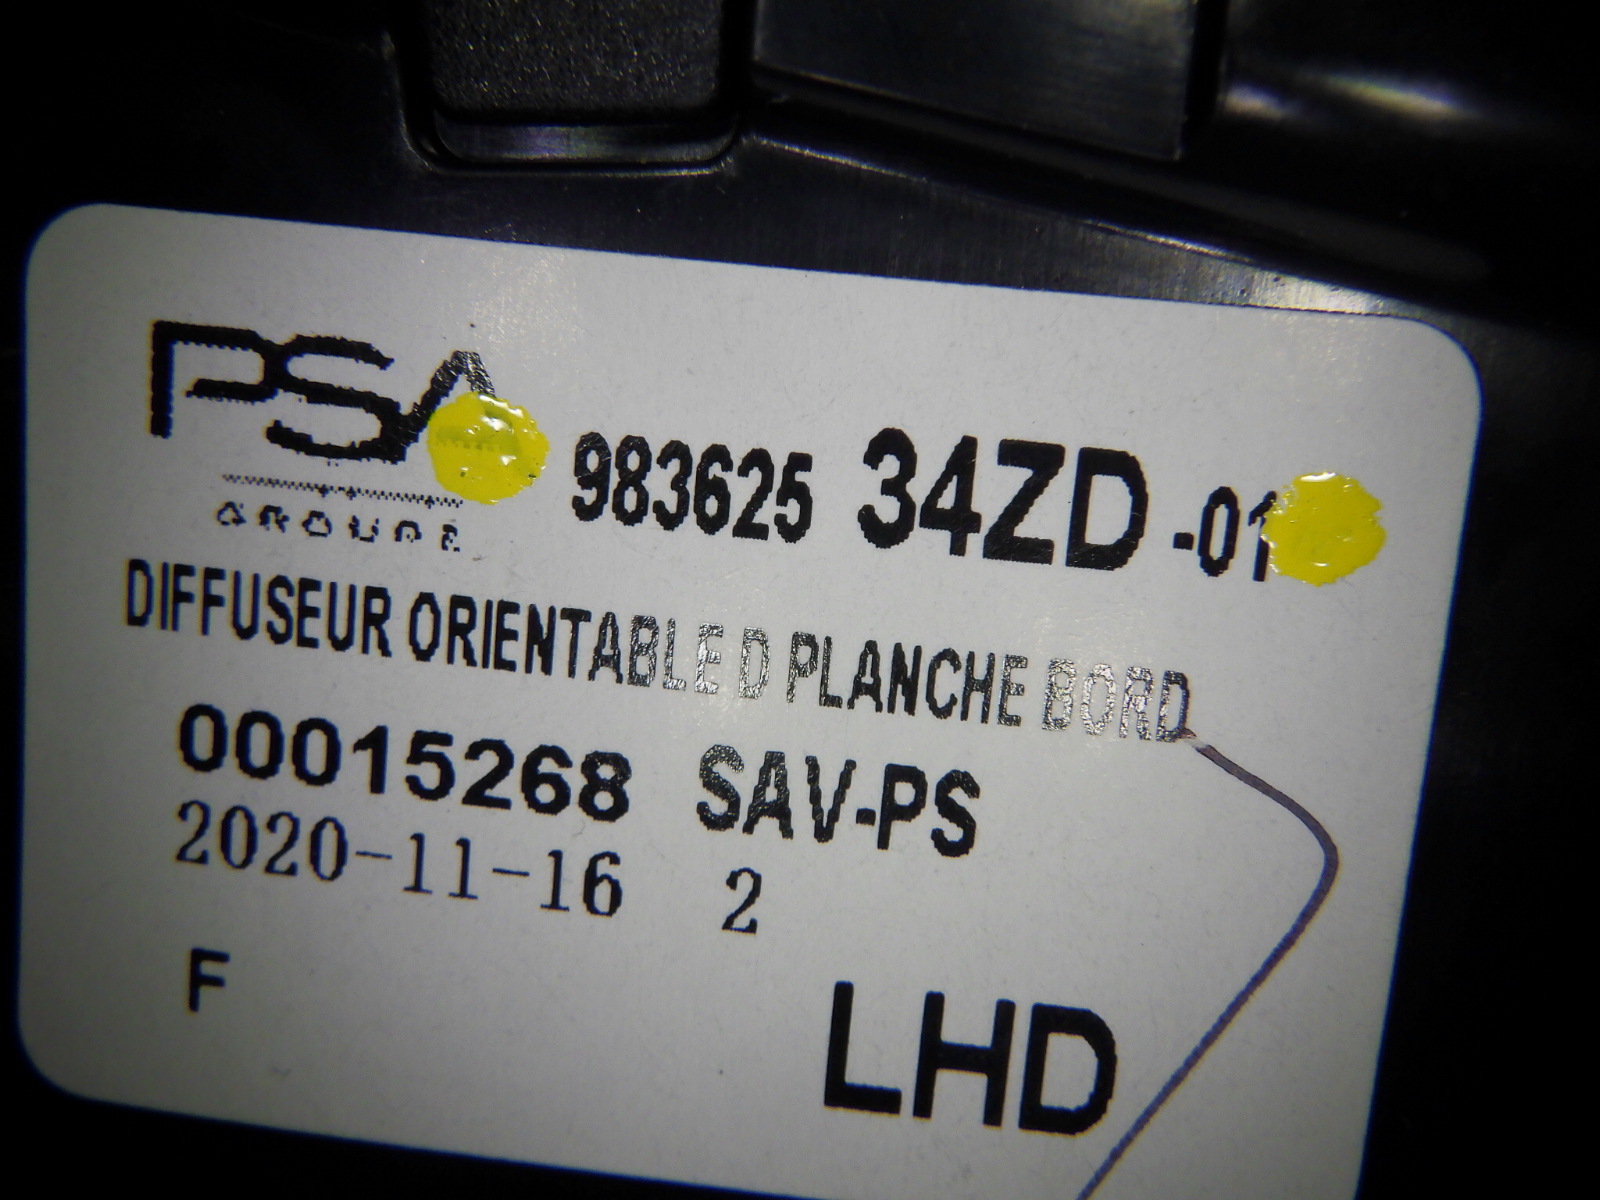 PSA
GROUPE
983625 34ZD -01
DIFFUSEUR ORIENTABLE D PLANCHE BORD
00015268 SAV-PS
2020-11-16 2
F
LHD